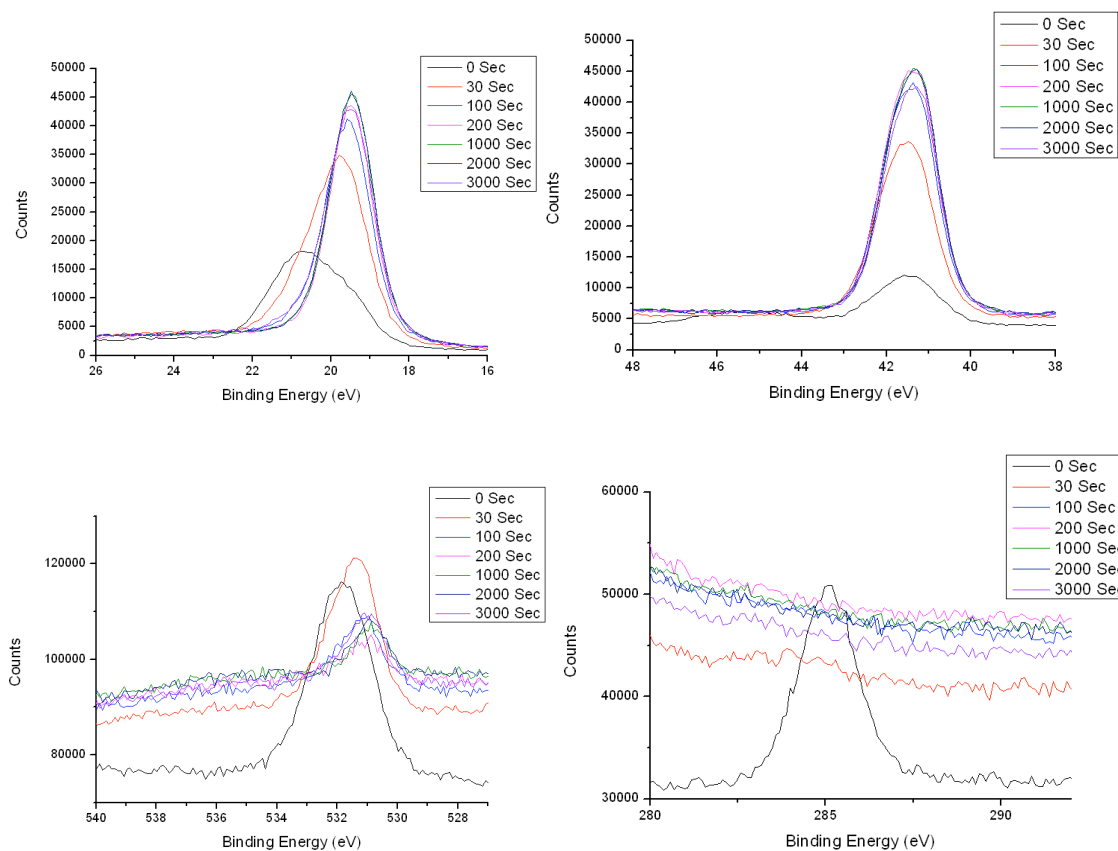 0 Sec
30 Sec
100 Sec
200 Sec
1000 Sec
2000 Sec
3000 Sec
50000
45000
40000
35000
30000
25000
20000
15000
10000
5000
0
Counts
26 24 22 20 18 16
Binding Energy (eV)
0 Sec
30 Sec
100 Sec
200 Sec
1000 Sec
2000 Sec
3000 Sec
50000
45000
40000
35000
30000
25000
20000
15000
10000
5000
0
Counts
48 46 44 42 40 38
Binding Energy (eV)
0 Sec
30 Sec
100 Sec
200 Sec
1000 Sec
2000 Sec
3000 Sec
120000
100000
80000
Counts
540 538 536 534 532 530 528
Binding Energy (eV)
0 Sec
30 Sec
100 Sec
200 Sec
1000 Sec
2000 Sec
3000 Sec
60000
50000
40000
30000
Counts
280 285 290
Binding Energy (eV)